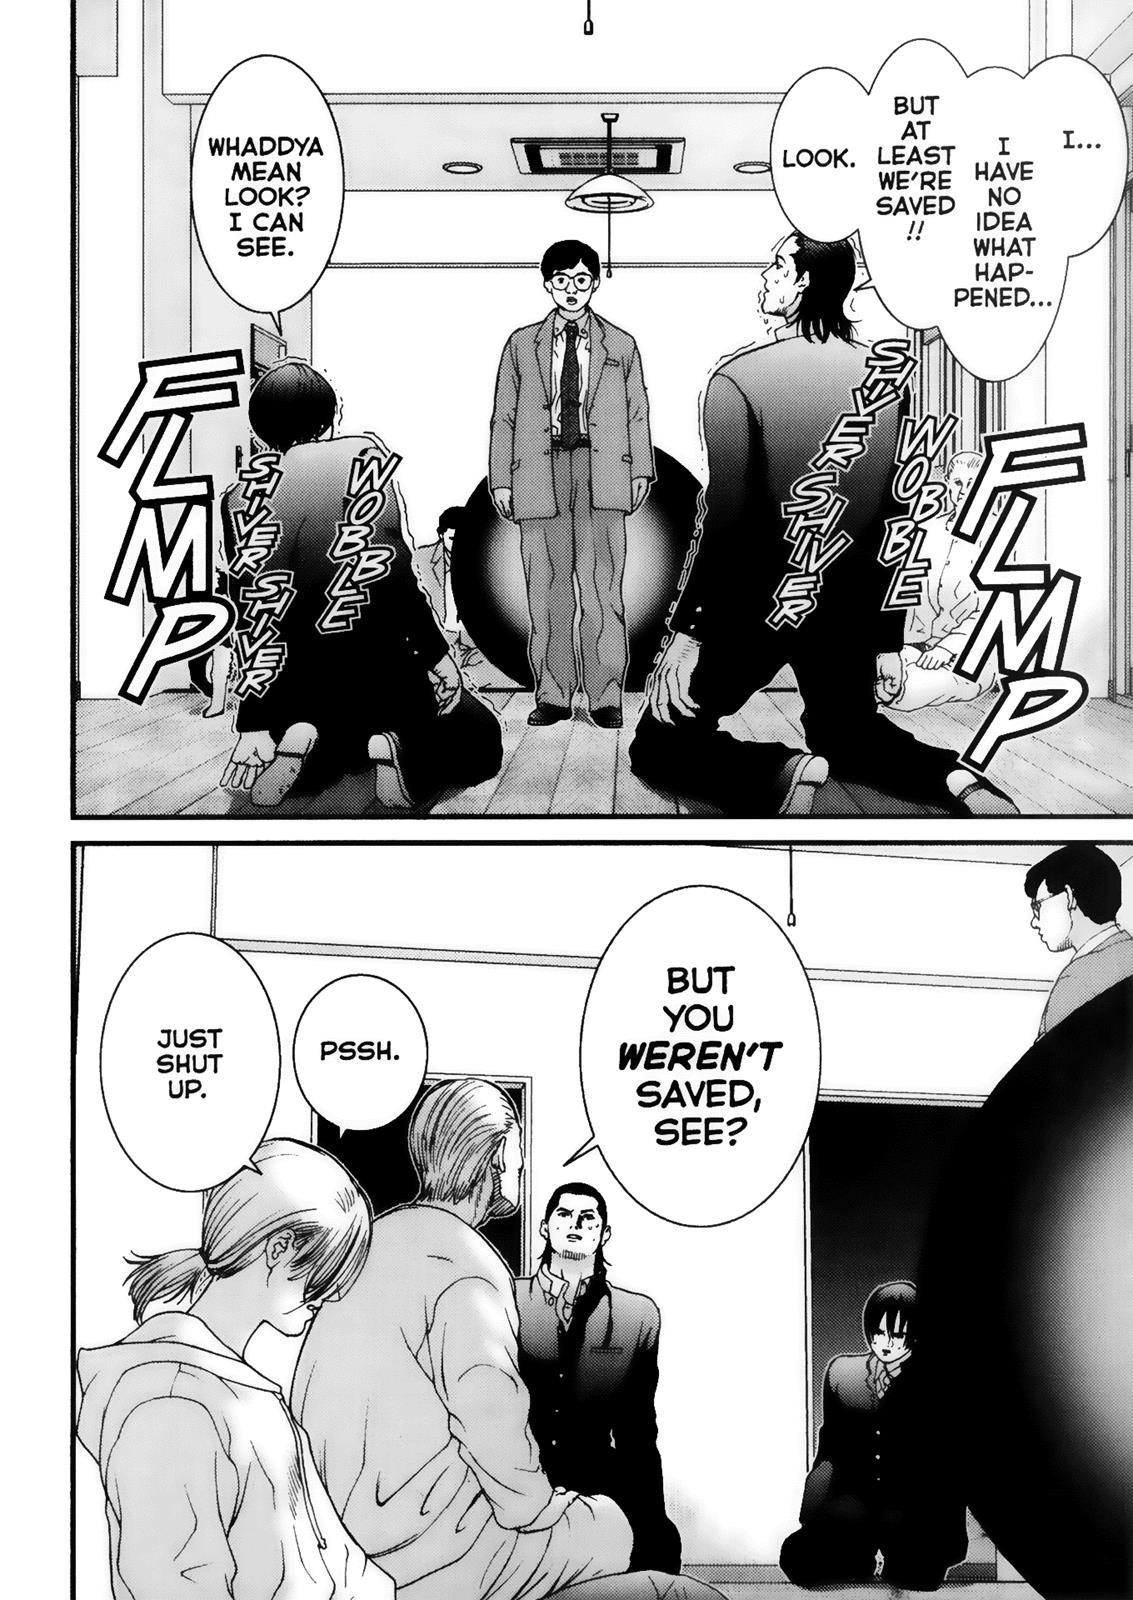 I...
I
HAVE
NO
IDEA
WHAT
HAP-
PENED...
BUT
AT
LEAST
WE'RE
SAVED
!!
LOOK.
WHADDYA
MEAN
LOOK?
I CAN
SEE.
FLMP
SHIVER SHIVER
WOBBLE
FLMP
WOBBLE
SHIVER SHIVER
BUT
YOU
WEREN'T
SAVED,
SEE?
PSSH.
JUST
SHUT
UP.